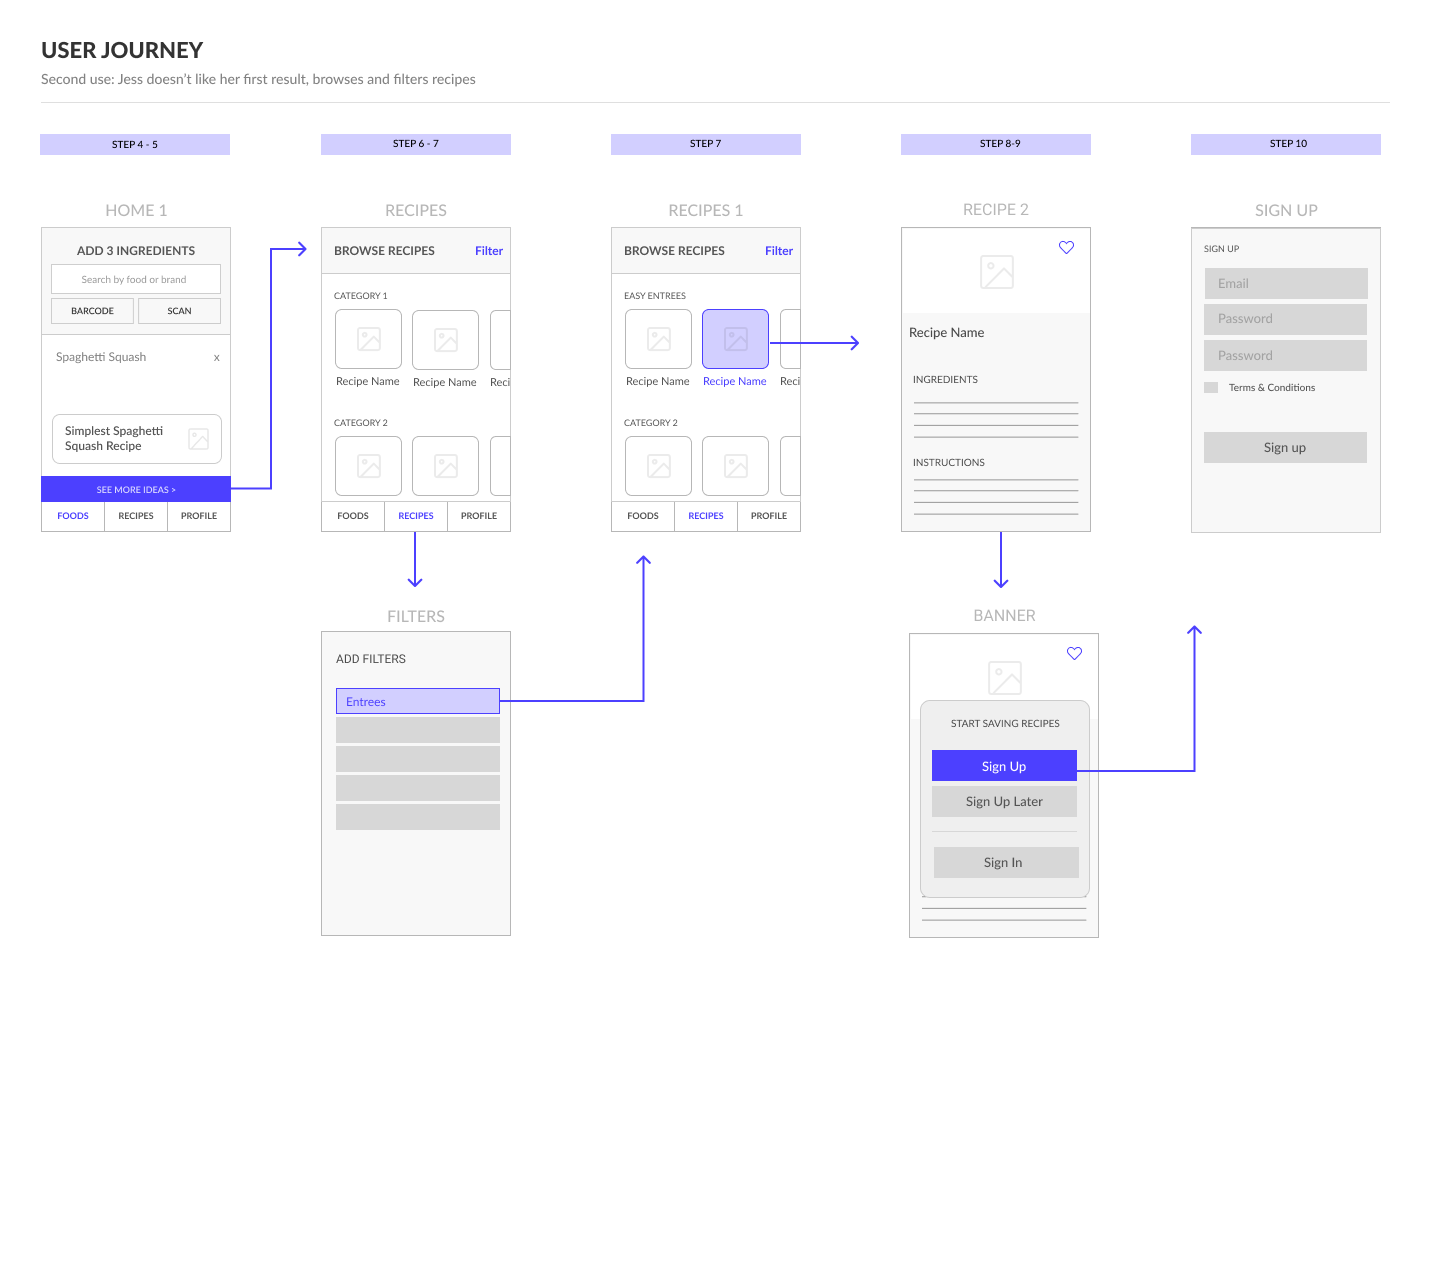 USER JOURNEY
Second use: Jess doesn’t like her first result, browses and filters recipes
STEP 4 - 5
HOME 1
ADD 3 INGREDIENTS
Search by food or brand
BARCODE
SCAN
Spaghetti Squash
x
Simplest Spaghetti
Squash Recipe
SEE MORE IDEAS >
FOODS
RECIPES
PROFILE
STEP 6 - 7
RECIPES
BROWSE RECIPES
Filter
CATEGORY 1
Recipe Name
Recipe Name
Reci
CATEGORY 2
FOODS
RECIPES
PROFILE
FILTERS
ADD FILTERS
Entrees
STEP 7
RECIPES 1
BROWSE RECIPES
Filter
EASY ENTREES
Recipe Name
Recipe Name
Reci
CATEGORY 2
FOODS
RECIPES
PROFILE
STEP 8-9
RECIPE 2
Recipe Name
INGREDIENTS
INSTRUCTIONS
BANNER
START SAVING RECIPES
Sign Up
Sign Up Later
Sign In
STEP 10
SIGN UP
SIGN UP
Email
Password
Password
Terms & Conditions
Sign up